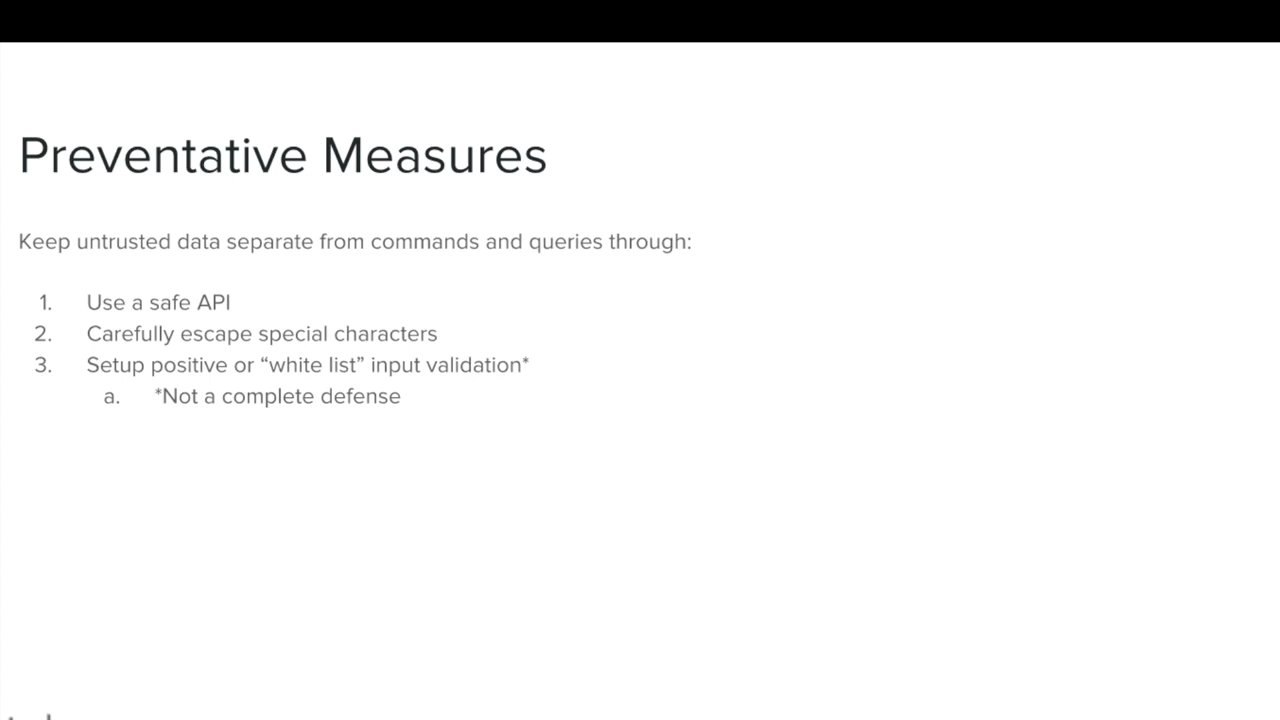 Preventative Measures
Keep untrusted data separate from commands and queries through:
1. Use a safe API
2. Carefully escape special characters
3. Setup positive or “white list” input validation*
a. *Not a complete defense